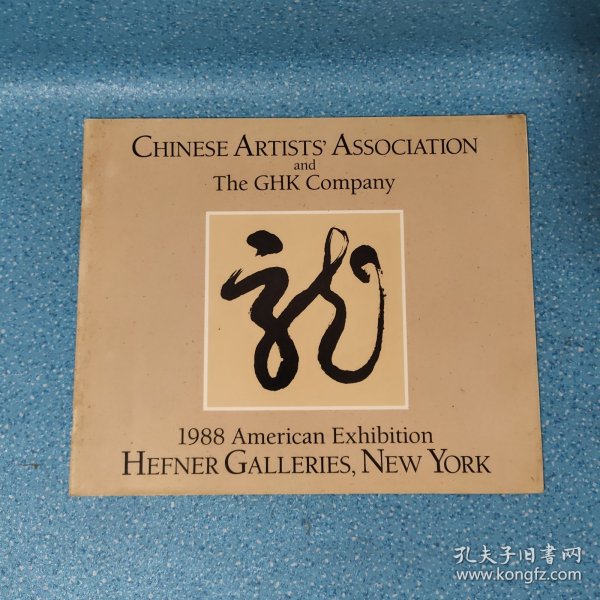 CHINESE ARTISTS' ASSOCIATION
and
The GHK Company
龍
1988 American Exhibition
HEFNER GALLERIES, NEW YORK
孔夫子旧书网
www.kongfz.com